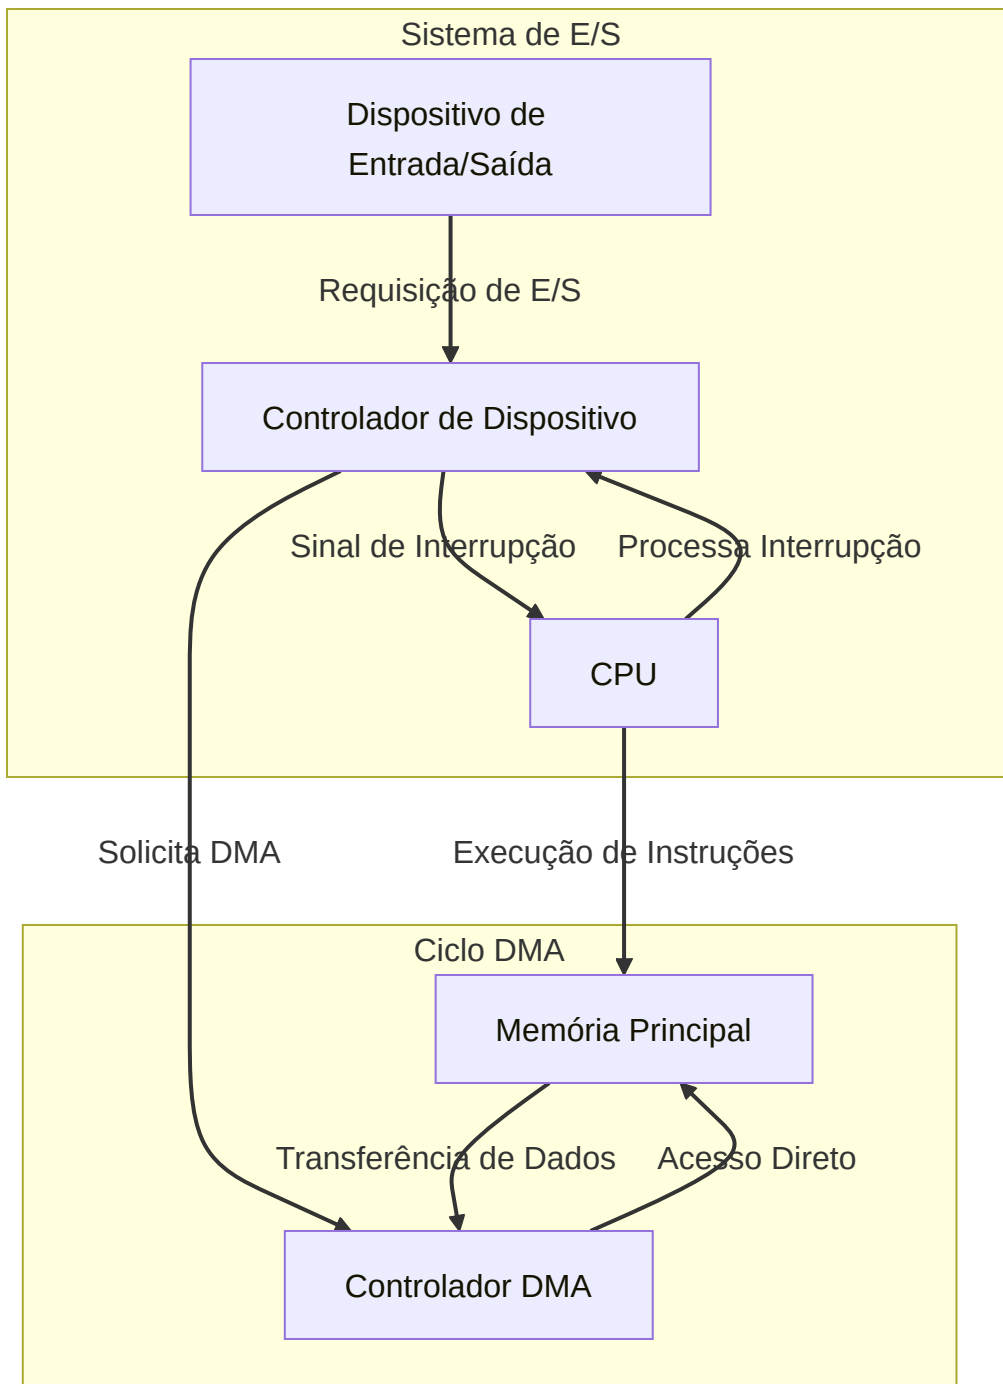 Sistema de E/S
Dispositivo de
Entrada/Saída
Requisição de E/S
Controlador de Dispositivo
Sinal de Interrupção
Processa Interrupção
CPU
Solicita DMA
Execução de Instruções
Ciclo DMA
Memória Principal
Transferência de Dados
Acesso Direto
Controlador DMA